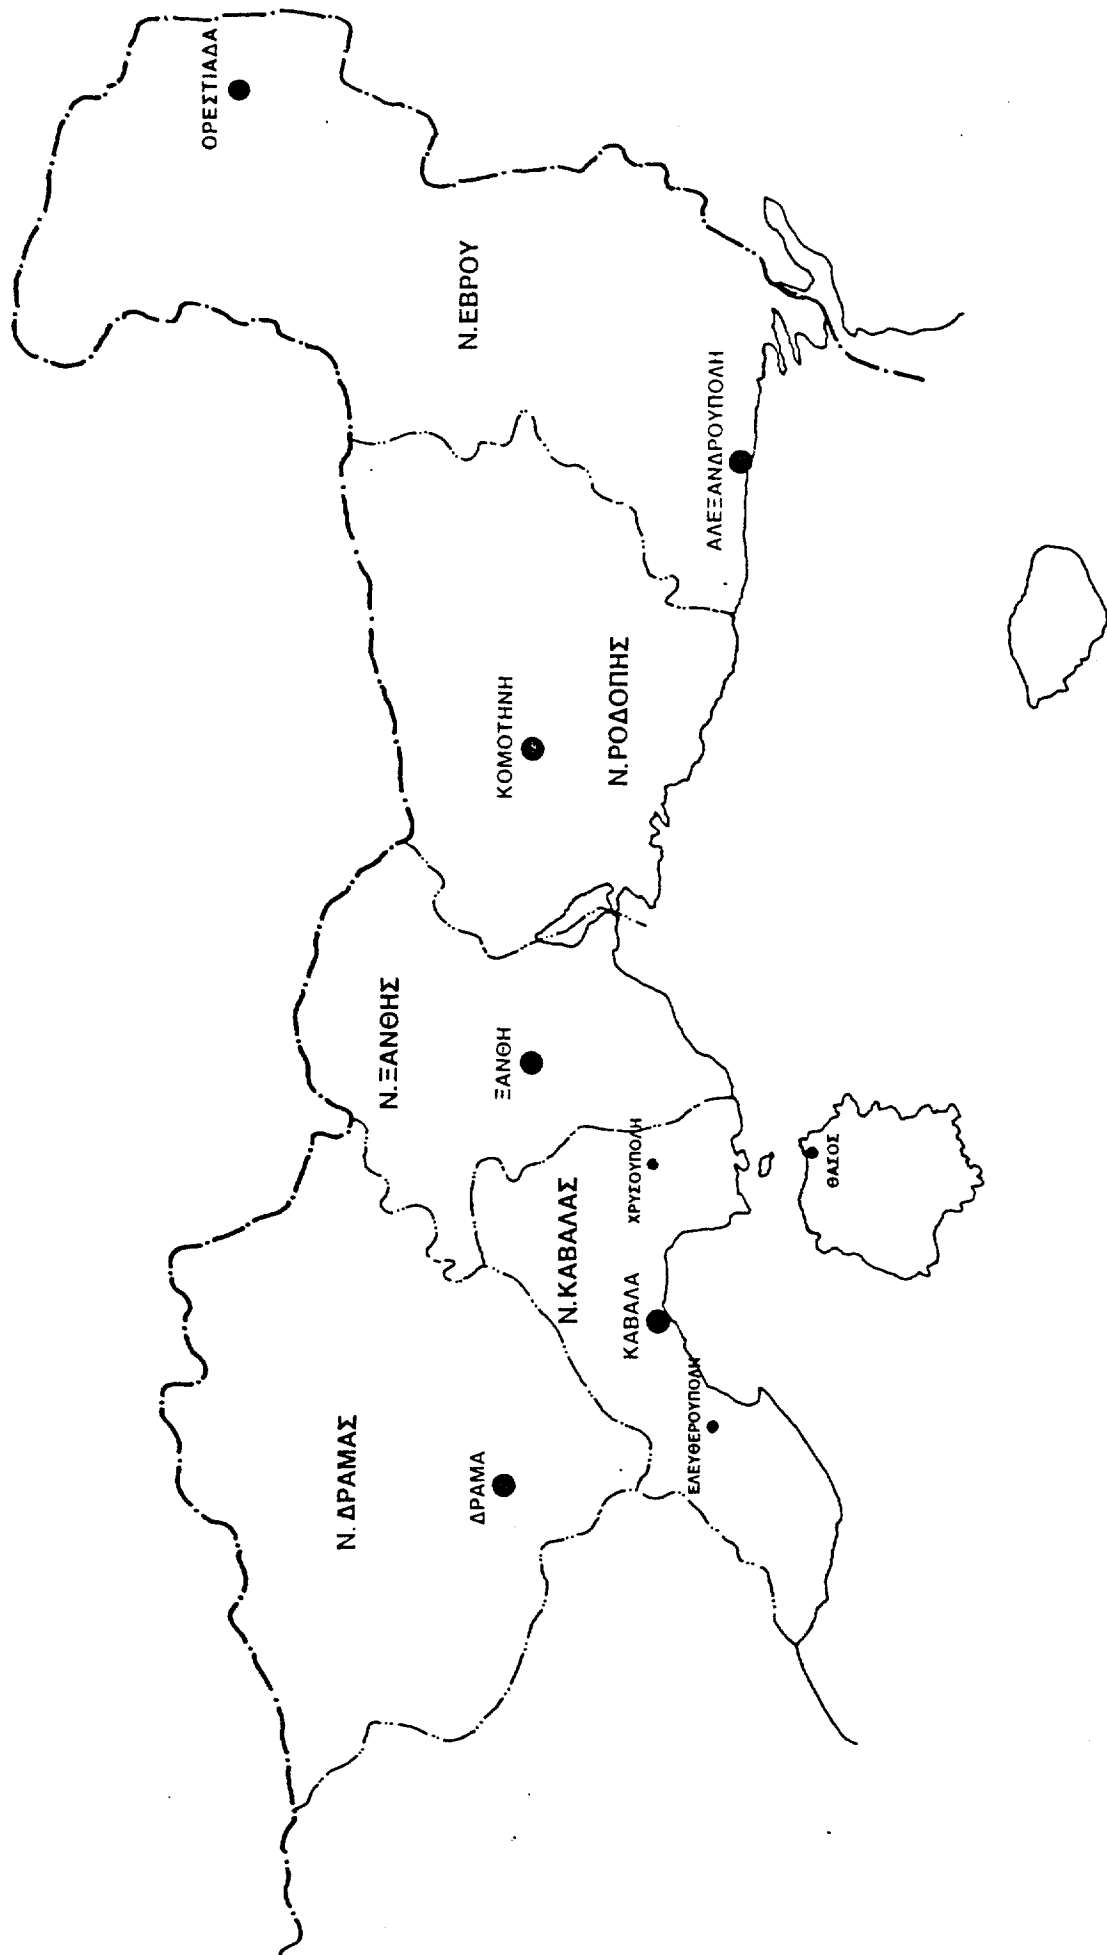 ΟΡΕΣΤΙΑΔΑ
Ν.ΕΒΡΟΥ
ΑΛΕΞΑΝΔΡΟΥΠΟΛΗ
ΚΟΜΟΤΗΝΗ
Ν.ΡΟΔΟΠΗΣ
Ν.ΞΑΝΘΗΣ
ΞΑΝΘΗ
ΧΡΥΣΟΥΠΟΛΗ
ΘΑΣΟΣ
Ν.ΚΑΒΑΛΑΣ
ΚΑΒΑΛΑ
ΕΛΕΥΘΕΡΟΥΠΟΛΗ
Ν. ΔΡΑΜΑΣ
ΔΡΑΜΑ